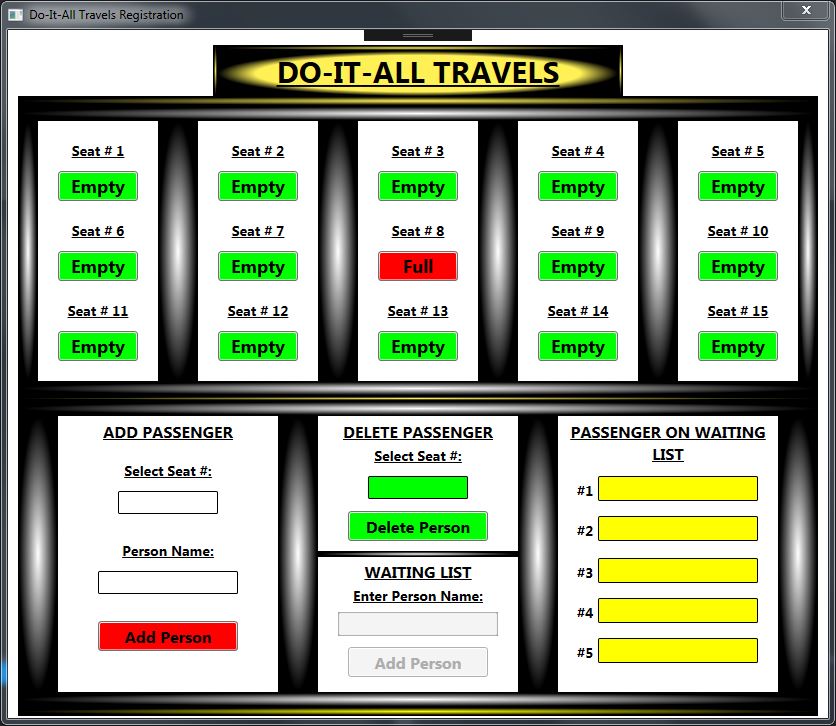 Do-It-All Travels Registration
DO-IT-ALL TRAVELS
Seat # 1
Seat # 2
Seat # 3
Seat # 4
Seat # 5
Empty
Empty
Empty
Empty
Empty
Seat # 6
Seat # 7
Seat # 8
Seat # 9
Seat # 10
Empty
Empty
Full
Empty
Empty
Seat # 11
Seat # 12
Seat # 13
Seat # 14
Seat # 15
Empty
Empty
Empty
Empty
Empty
ADD PASSENGER
Select Seat #:
Person Name:
Add Person
DELETE PASSENGER
Select Seat #:
Delete Person
WAITING LIST
Enter Person Name:
Add Person
PASSENGER ON WAITING
LIST
#1
#2
#3
#4
#5